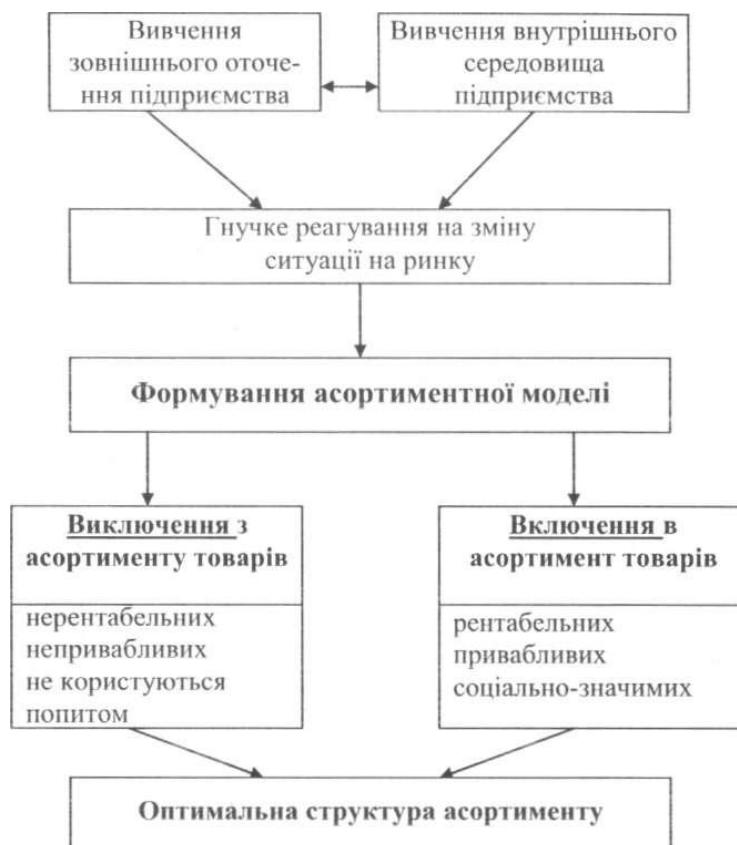 Вивчення
зовнішнього оточе-
ння підприємства
Вивчення внутрішнього
середовища
підприємства
Гнучке реагування на зміну
ситуації на ринку
Формування асортиментної моделі
Виключення з
асортименту товарів
нерентабельних
непривабливих
не користуються
попитом
Включення в
асортимент товарів
рентабельних
привабливих
соціально-значимих
Оптимальна структура асортименту